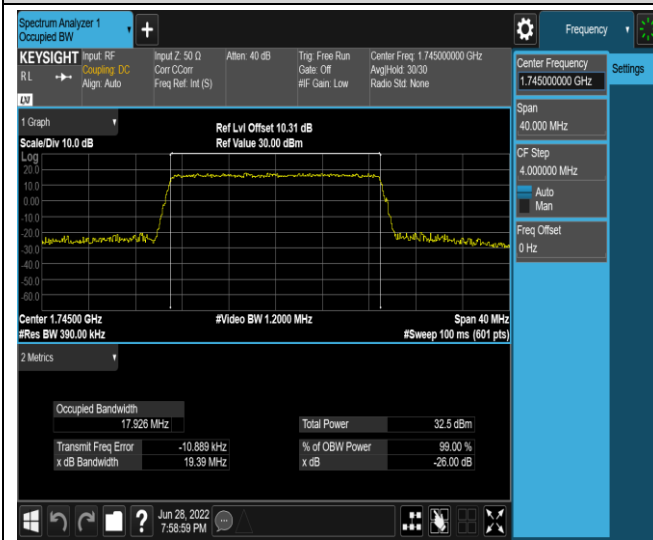 Spectrum Analyzer 1
Occupied BW
+
Frequency
KEYSIGHT
RL
Input: RF
Coupling: DC
Align: Auto
Input Z: 50 Ω
Corr CCorr
Freq Ref: Int (S)
Atten: 40 dB
Trig: Free Run
Gate: Off
#IF Gain: Low
Center Freq: 1.745000000 GHz
Avg|Hold: 30/30
Radio Std: None
LXI
Center Frequency
1.745000000 GHz
Settings
Span
40.000 MHz
CF Step
4.000000 MHz
Auto
Man
Freq Offset
0 Hz
1 Graph
Scale/Div 10.0 dB
Ref Lvl Offset 10.31 dB
Ref Value 30.00 dBm
Log
20.0
10.0
0.00
-10.0
-20.0
-30.0
-40.0
-50.0
-60.0
Center 1.74500 GHz
#Video BW 1.2000 MHz
Span 40 MHz
#Res BW 390.00 kHz
#Sweep 100 ms (601 pts)
2 Metrics
Occupied Bandwidth
17.926 MHz
Total Power 32.5 dBm
Transmit Freq Error -10.889 kHz
% of OBW Power 99.00 %
x dB Bandwidth 19.39 MHz
x dB -26.00 dB
?
Jun 28, 2022
7:58:59 PM